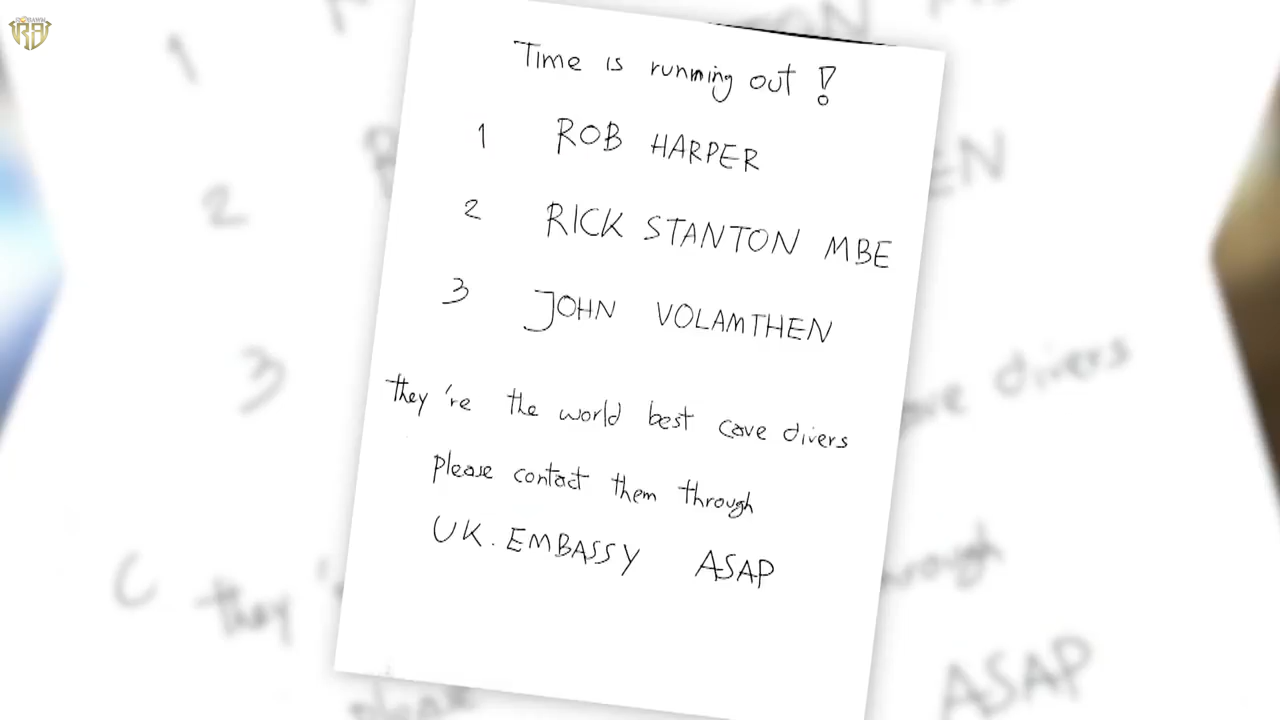 Time is running out !
1 ROB HARPER
2 RICK STANTON MBE
3 JOHN VOLAMTHEN
they're the world best cave divers
please contact them through
UK. EMBASSY ASAP